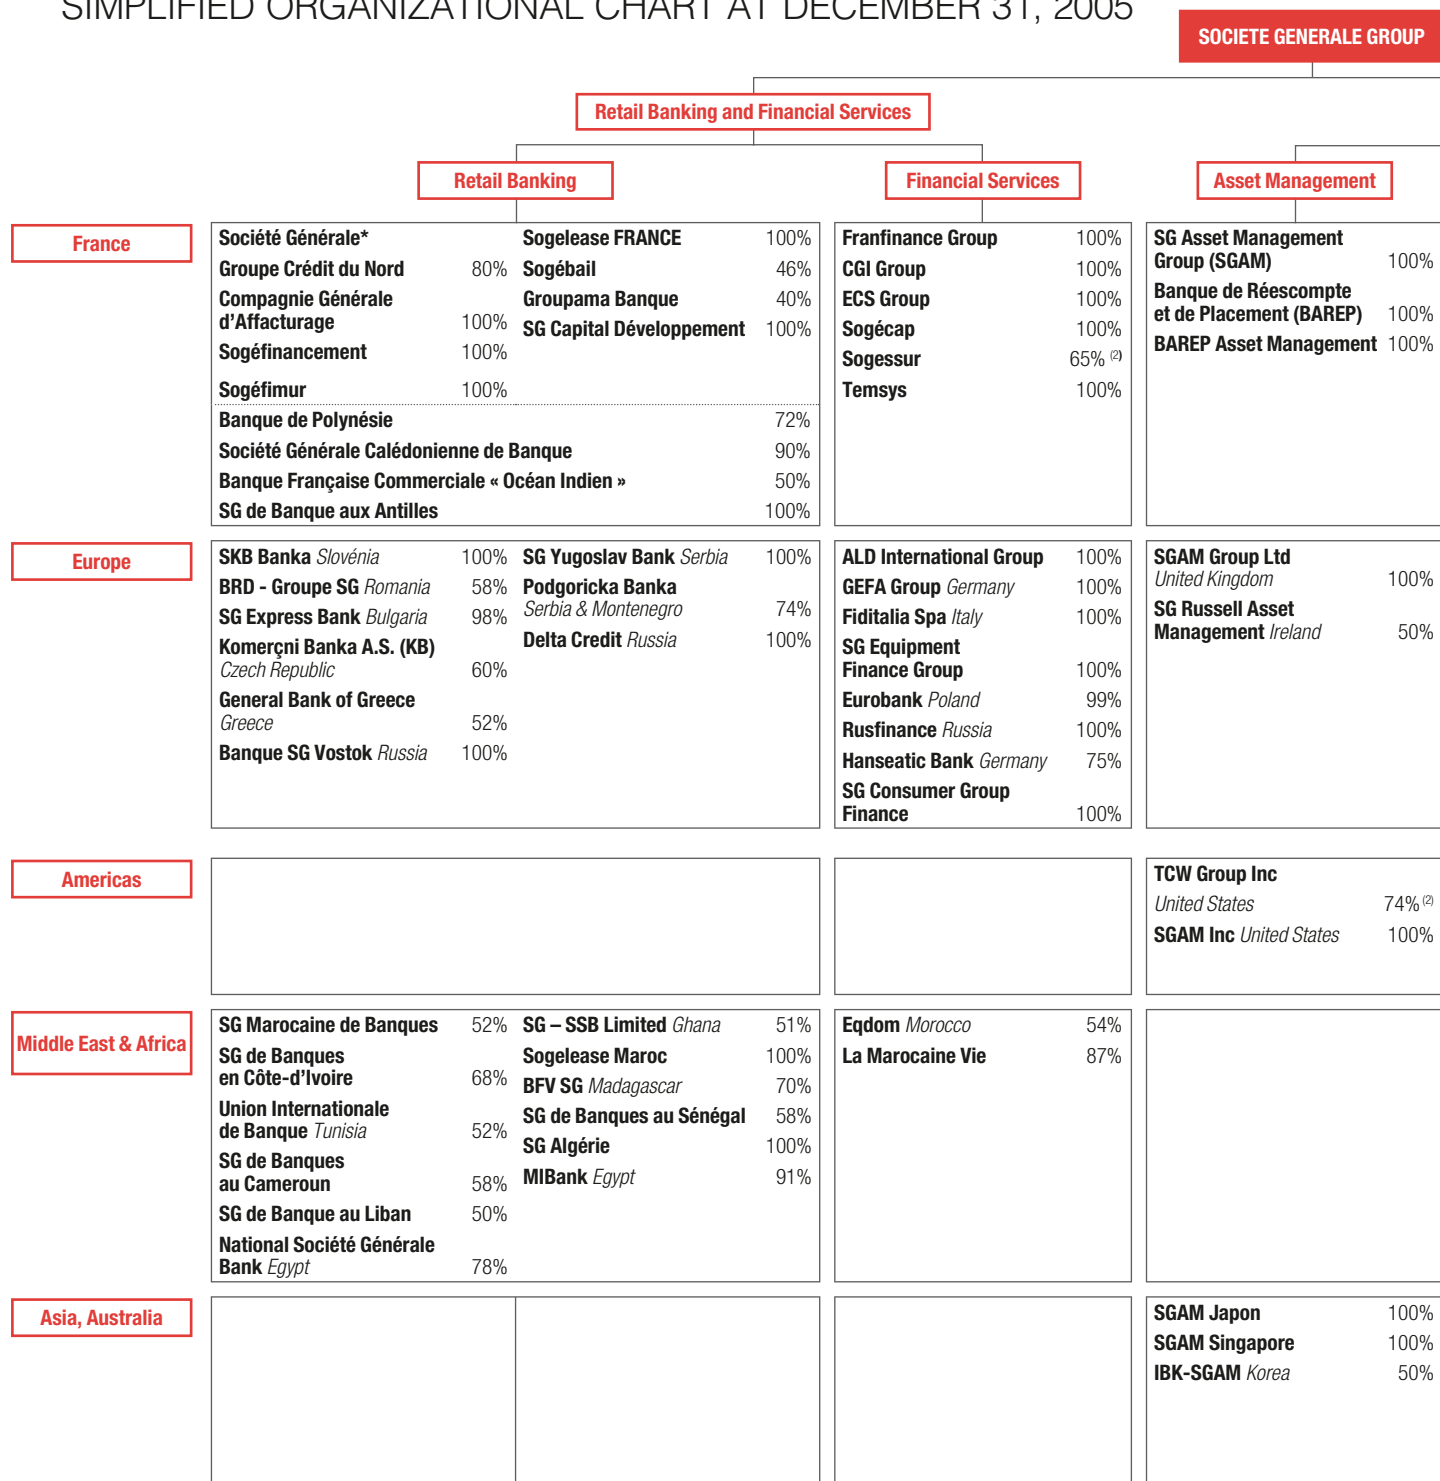 SIMPLIFIED ORGANIZATIONAL CHART AT DECEMBER 31, 2005
SOCIETE GENERALE GROUP
Retail Banking and Financial Services
Retail Banking
Financial Services
Asset Management
France
Société Générale*
Groupe Crédit du Nord 80%
Compagnie Générale
d'Affacturage 100%
Sogéfinancement 100%
Sogéfimur 100%
Sogelease FRANCE 100%
Sogébail 46%
Groupama Banque 40%
SG Capital Développement 100%
Banque de Polynésie 72%
Société Générale Calédonienne de Banque 90%
Banque Française Commerciale « Océan Indien » 50%
SG de Banque aux Antilles 100%
Franfinance Group 100%
CGI Group 100%
ECS Group 100%
Sogécap 100%
Sogessur 65% (2)
Temsys 100%
SG Asset Management
Group (SGAM) 100%
Banque de Réescompte
et de Placement (BAREP) 100%
BAREP Asset Management 100%
Europe
SKB Banka Slovénia 100%
BRD - Groupe SG Romania 58%
SG Express Bank Bulgaria 98%
Komerçni Banka A.S. (KB)
Czech Republic 60%
General Bank of Greece
Greece 52%
Banque SG Vostok Russia 100%
SG Yugoslav Bank Serbia 100%
Podgoricka Banka
Serbia & Montenegro 74%
Delta Credit Russia 100%
ALD International Group 100%
GEFA Group Germany 100%
Fiditalia Spa Italy 100%
SG Equipment
Finance Group 100%
Eurobank Poland 99%
Rusfinance Russia 100%
Hanseatic Bank Germany 75%
SG Consumer Group
Finance 100%
SGAM Group Ltd
United Kingdom 100%
SG Russell Asset
Management Ireland 50%
Americas
TCW Group Inc
United States 74% (2)
SGAM Inc United States 100%
Middle East & Africa
SG Marocaine de Banques 52%
SG de Banques
en Côte-d'Ivoire 68%
Union Internationale
de Banque Tunisia 52%
SG de Banques
au Cameroun 58%
SG de Banque au Liban 50%
National Société Générale
Bank Egypt 78%
SG – SSB Limited Ghana 51%
Sogelease Maroc 100%
BFV SG Madagascar 70%
SG de Banques au Sénégal 58%
SG Algérie 100%
MIBank Egypt 91%
Eqdom Morocco 54%
La Marocaine Vie 87%
Asia, Australia
SGAM Japon 100%
SGAM Singapore 100%
IBK-SGAM Korea 50%